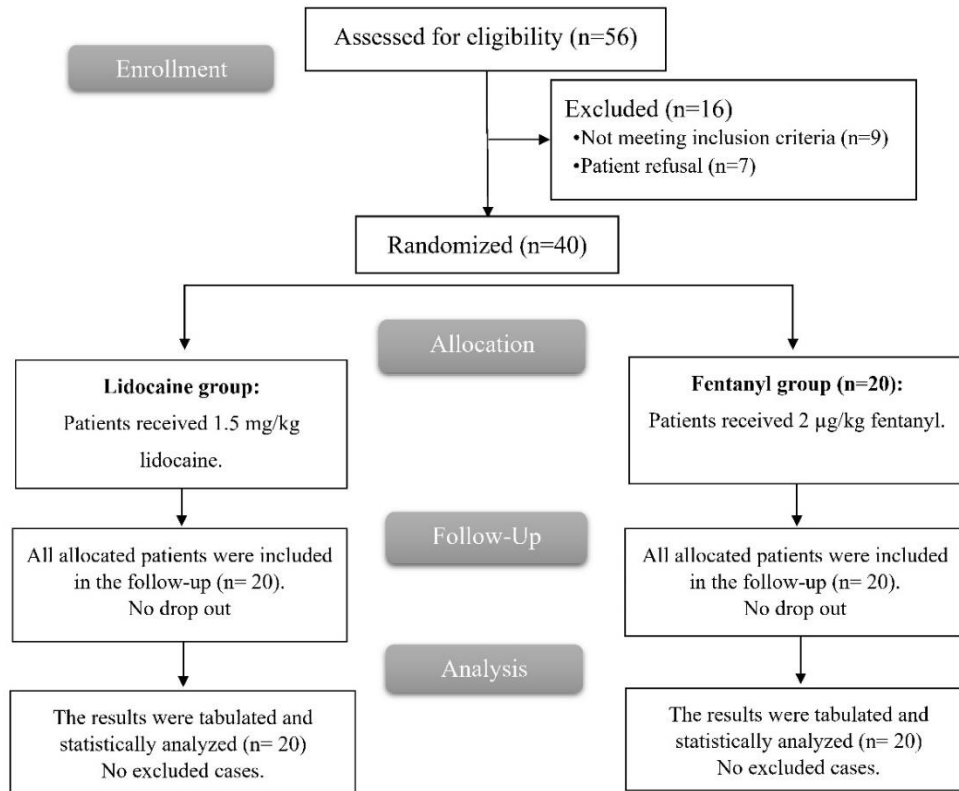 Assessed for eligibility (n=56)
Enrollment
Excluded (n=16)
•Not meeting inclusion criteria (n=9)
•Patient refusal (n=7)
Randomized (n=40)
Allocation
Lidocaine group:
Patients received 1.5 mg/kg
lidocaine.
Fentanyl group (n=20):
Patients received 2 µg/kg fentanyl.
Follow-Up
All allocated patients were included
in the follow-up (n= 20).
No drop out
All allocated patients were included
in the follow-up (n= 20).
No drop out
Analysis
The results were tabulated and
statistically analyzed (n= 20)
No excluded cases.
The results were tabulated and
statistically analyzed (n= 20)
No excluded cases.